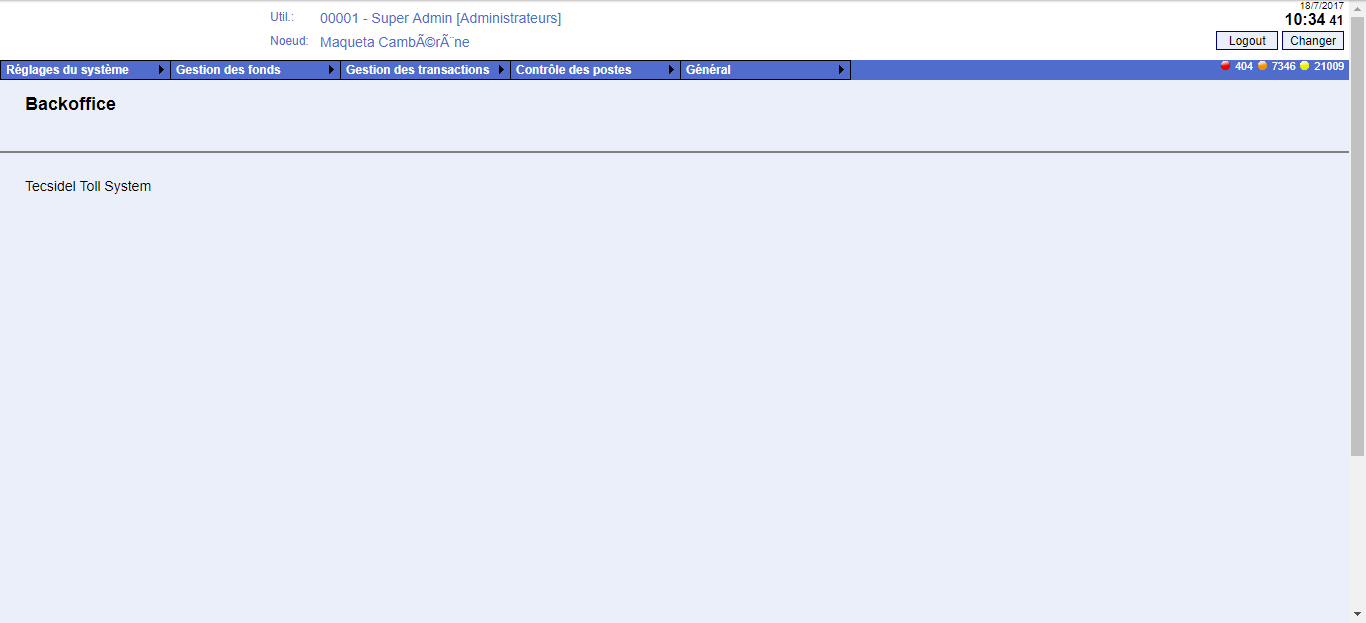 18/7/2017
Util.: 00001 - Super Admin [Administrateurs]
10:34 41
Noeud: Maqueta CambÃ©rÃ¨ne
Logout Changer
Réglages du système Gestion des fonds Gestion des transactions Contrôle des postes Général
404 7346 21009
Backoffice
Tecsidel Toll System